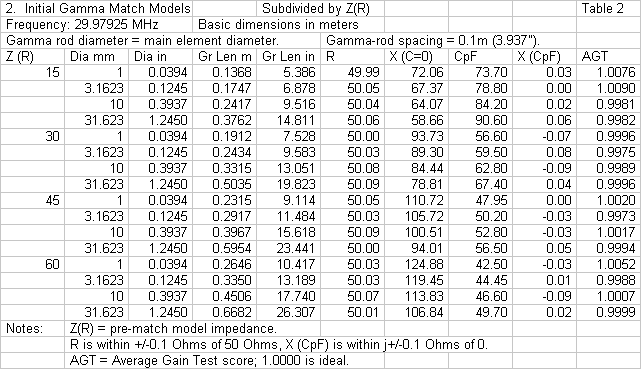 2. Initial Gamma Match Models Subdivided by Z(R) Table 2
Frequency: 29.97925 MHz Basic dimensions in meters
Gamma rod diameter = main element diameter. Gamma-rod spacing = 0.1m (3.937").
Z (R) Dia mm Dia in Gr Len m Gr Len in R X (C=0) CpF X (CpF) AGT
15 1 0.0394 0.1368 5.386 49.99 72.06 73.70 0.03 1.0076
3.1623 0.1245 0.1747 6.878 50.05 67.37 78.80 0.00 1.0090
10 0.3937 0.2417 9.516 50.04 64.07 84.20 0.02 0.9981
31.623 1.2450 0.3762 14.811 50.06 58.66 90.60 0.06 0.9982
30 1 0.0394 0.1912 7.528 50.00 93.73 56.60 -0.07 0.9996
3.1623 0.1245 0.2434 9.583 50.03 89.30 59.50 0.08 0.9975
10 0.3937 0.3315 13.051 50.08 84.44 62.80 -0.09 0.9989
31.623 1.2450 0.5035 19.823 50.09 78.81 67.40 0.04 0.9996
45 1 0.0394 0.2315 9.114 50.05 110.72 47.95 0.00 1.0020
3.1623 0.1245 0.2917 11.484 50.03 105.72 50.20 -0.03 0.9973
10 0.3937 0.3967 15.618 50.09 100.51 52.80 -0.03 1.0017
31.623 1.2450 0.5954 23.441 50.00 94.01 56.50 0.05 0.9994
60 1 0.0394 0.2646 10.417 50.03 124.88 42.50 -0.03 1.0052
3.1623 0.1245 0.3350 13.189 50.03 119.45 44.45 0.01 0.9988
10 0.3937 0.4506 17.740 50.07 113.83 46.60 -0.09 1.0007
31.623 1.2450 0.6682 26.307 50.01 106.84 49.70 0.02 0.9999
Notes: Z(R) = pre-match model impedance.
R is within +/-0.1 Ohms of 50 Ohms, X (CpF) is within j+/-0.1 Ohms of 0.
AGT = Average Gain Test score; 1.0000 is ideal.